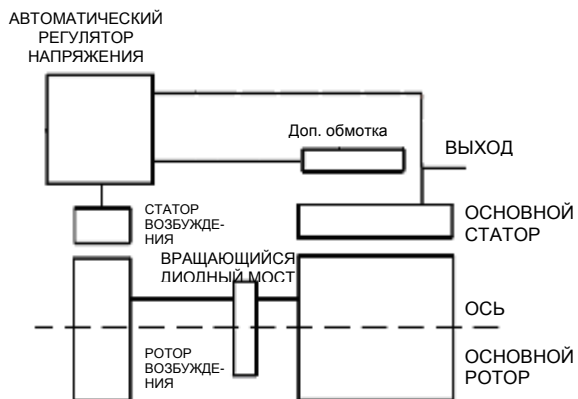 АВТОМАТИЧЕСКИЙ
РЕГУЛЯТОР
НАПРЯЖЕНИЯ
Доп. обмотка
ВЫХОД
СТАТОР
ВОЗБУЖДЕ-
НИЯ
ОСНОВНОЙ
СТАТОР
ВРАЩАЮЩИЙСЯ
ДИОДНЫЙ МОСТ
ОСЬ
РОТОР
ВОЗБУЖДЕ-
НИЯ
ОСНОВНОЙ
РОТОР